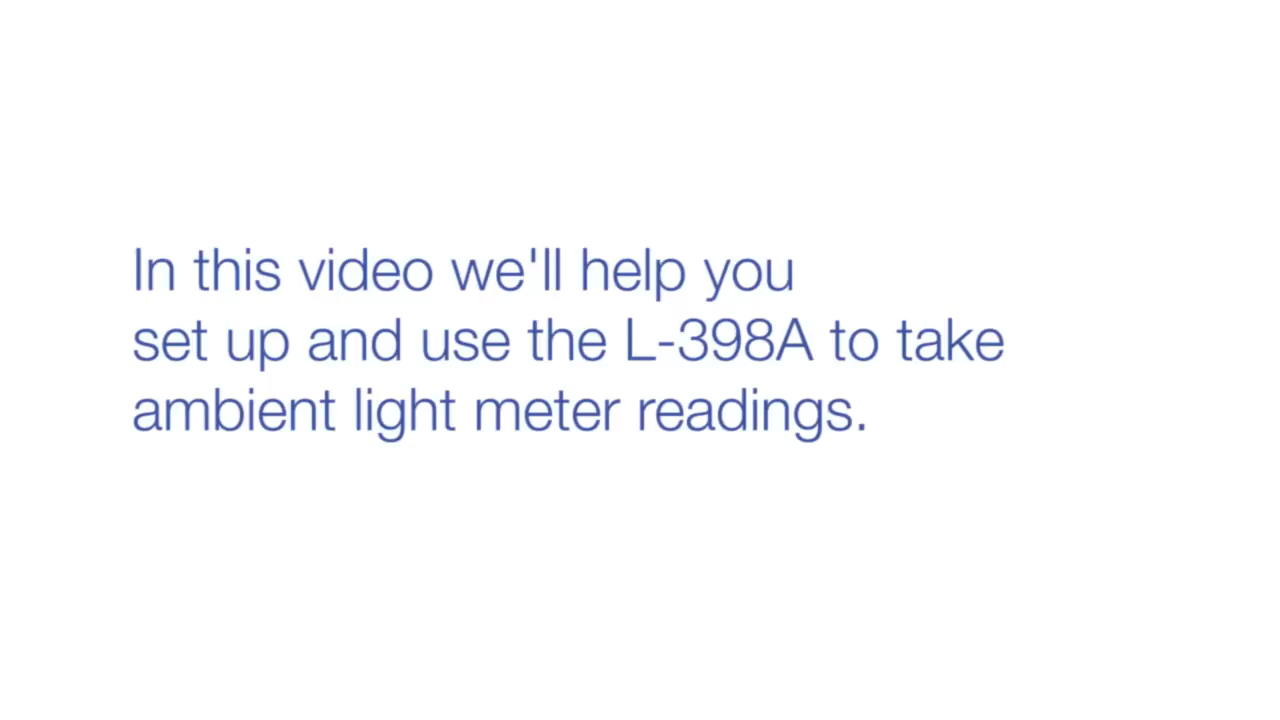 In this video we'll help you
set up and use the L-398A to take
ambient light meter readings.